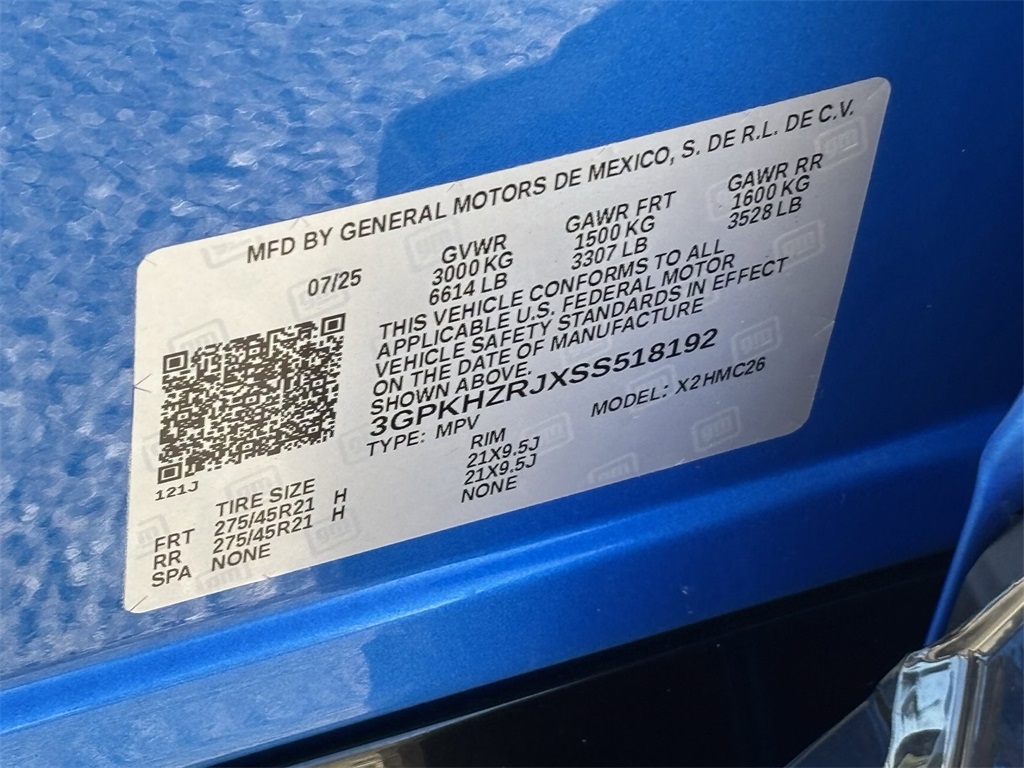 MFD BY GENERAL MOTORS DE MEXICO, S. DE R.L. DE C.V.
07/25 GVWR GAWR FRT GAWR RR
3000 KG 1500 KG 1600 KG
6614 LB 3307 LB 3528 LB
THIS VEHICLE CONFORMS TO ALL
APPLICABLE U.S. FEDERAL MOTOR
VEHICLE SAFETY STANDARDS IN EFFECT
ON THE DATE OF MANUFACTURE
SHOWN ABOVE.
3GPKHZRJXSS518192
TYPE: MPV MODEL: X2HMC26
121J
TIRE SIZE RIM
FRT 275/45R21 H 21X9.5J
RR 275/45R21 H 21X9.5J
SPA NONE NONE